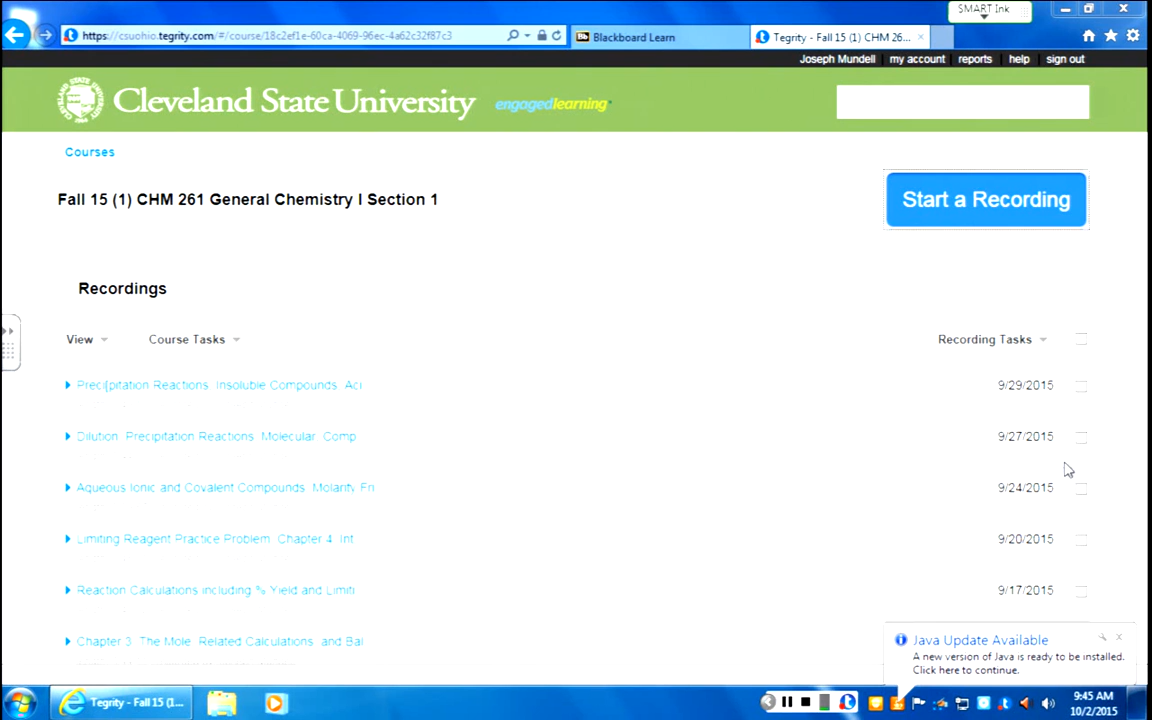 SMART Ink
https://csuohio.tegrity.com/#/course/18c2ef1e-60ca-4069-96ec-4a62c32f87c3
Bb Blackboard Learn
Tegrity - Fall 15 (1) CHM 26...
Joseph Mundell my account reports help sign out
Cleveland State University engagedlearning
Courses
Fall 15 (1) CHM 261 General Chemistry I Section 1
Start a Recording
Recordings
View Course Tasks Recording Tasks
Precipitation Reactions. Insoluble Compounds. Aci 9/29/2015
Dilution. Precipitation Reactions. Molecular. Comp 9/27/2015
Aqueous Ionic and Covalent Compounds. Molarity. Fri 9/24/2015
Limiting Reagent Practice Problem. Chapter 4. Int 9/20/2015
Reaction Calculations including % Yield and Limiti 9/17/2015
Chapter 3. The Mole. Related Calculations. and Bal
Java Update Available
A new version of Java is ready to be installed.
Click here to continue.
Tegrity - Fall 15 (1...
9:45 AM
10/2/2015